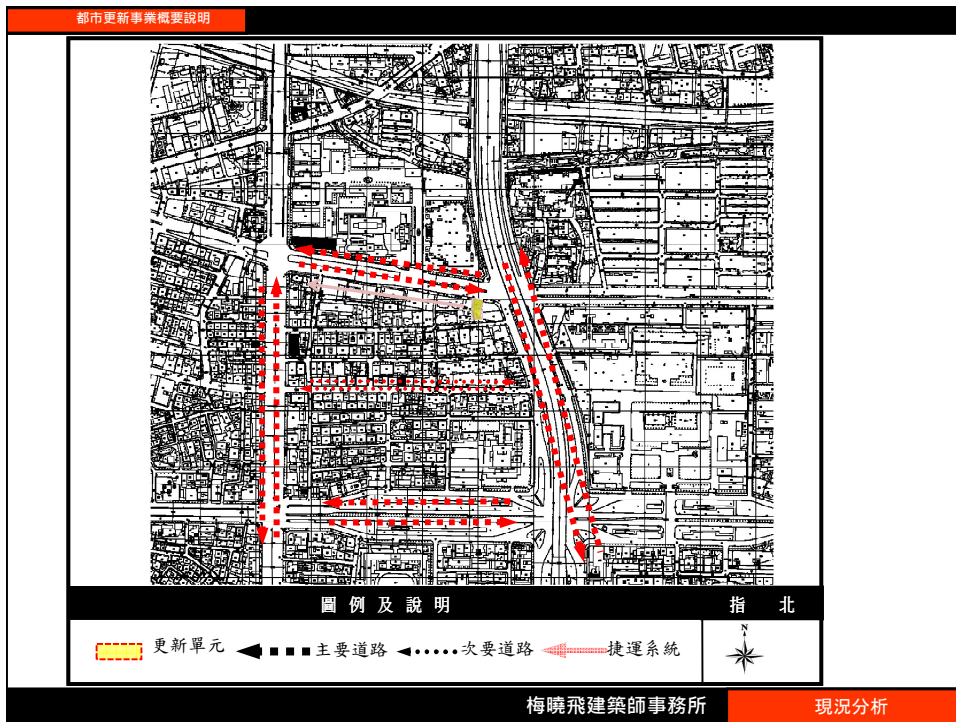 都市更新事業概要說明
圖例及說明
指北
N
更新單元
主要道路
次要道路
捷運系統
梅曉飛建築師事務所
現況分析